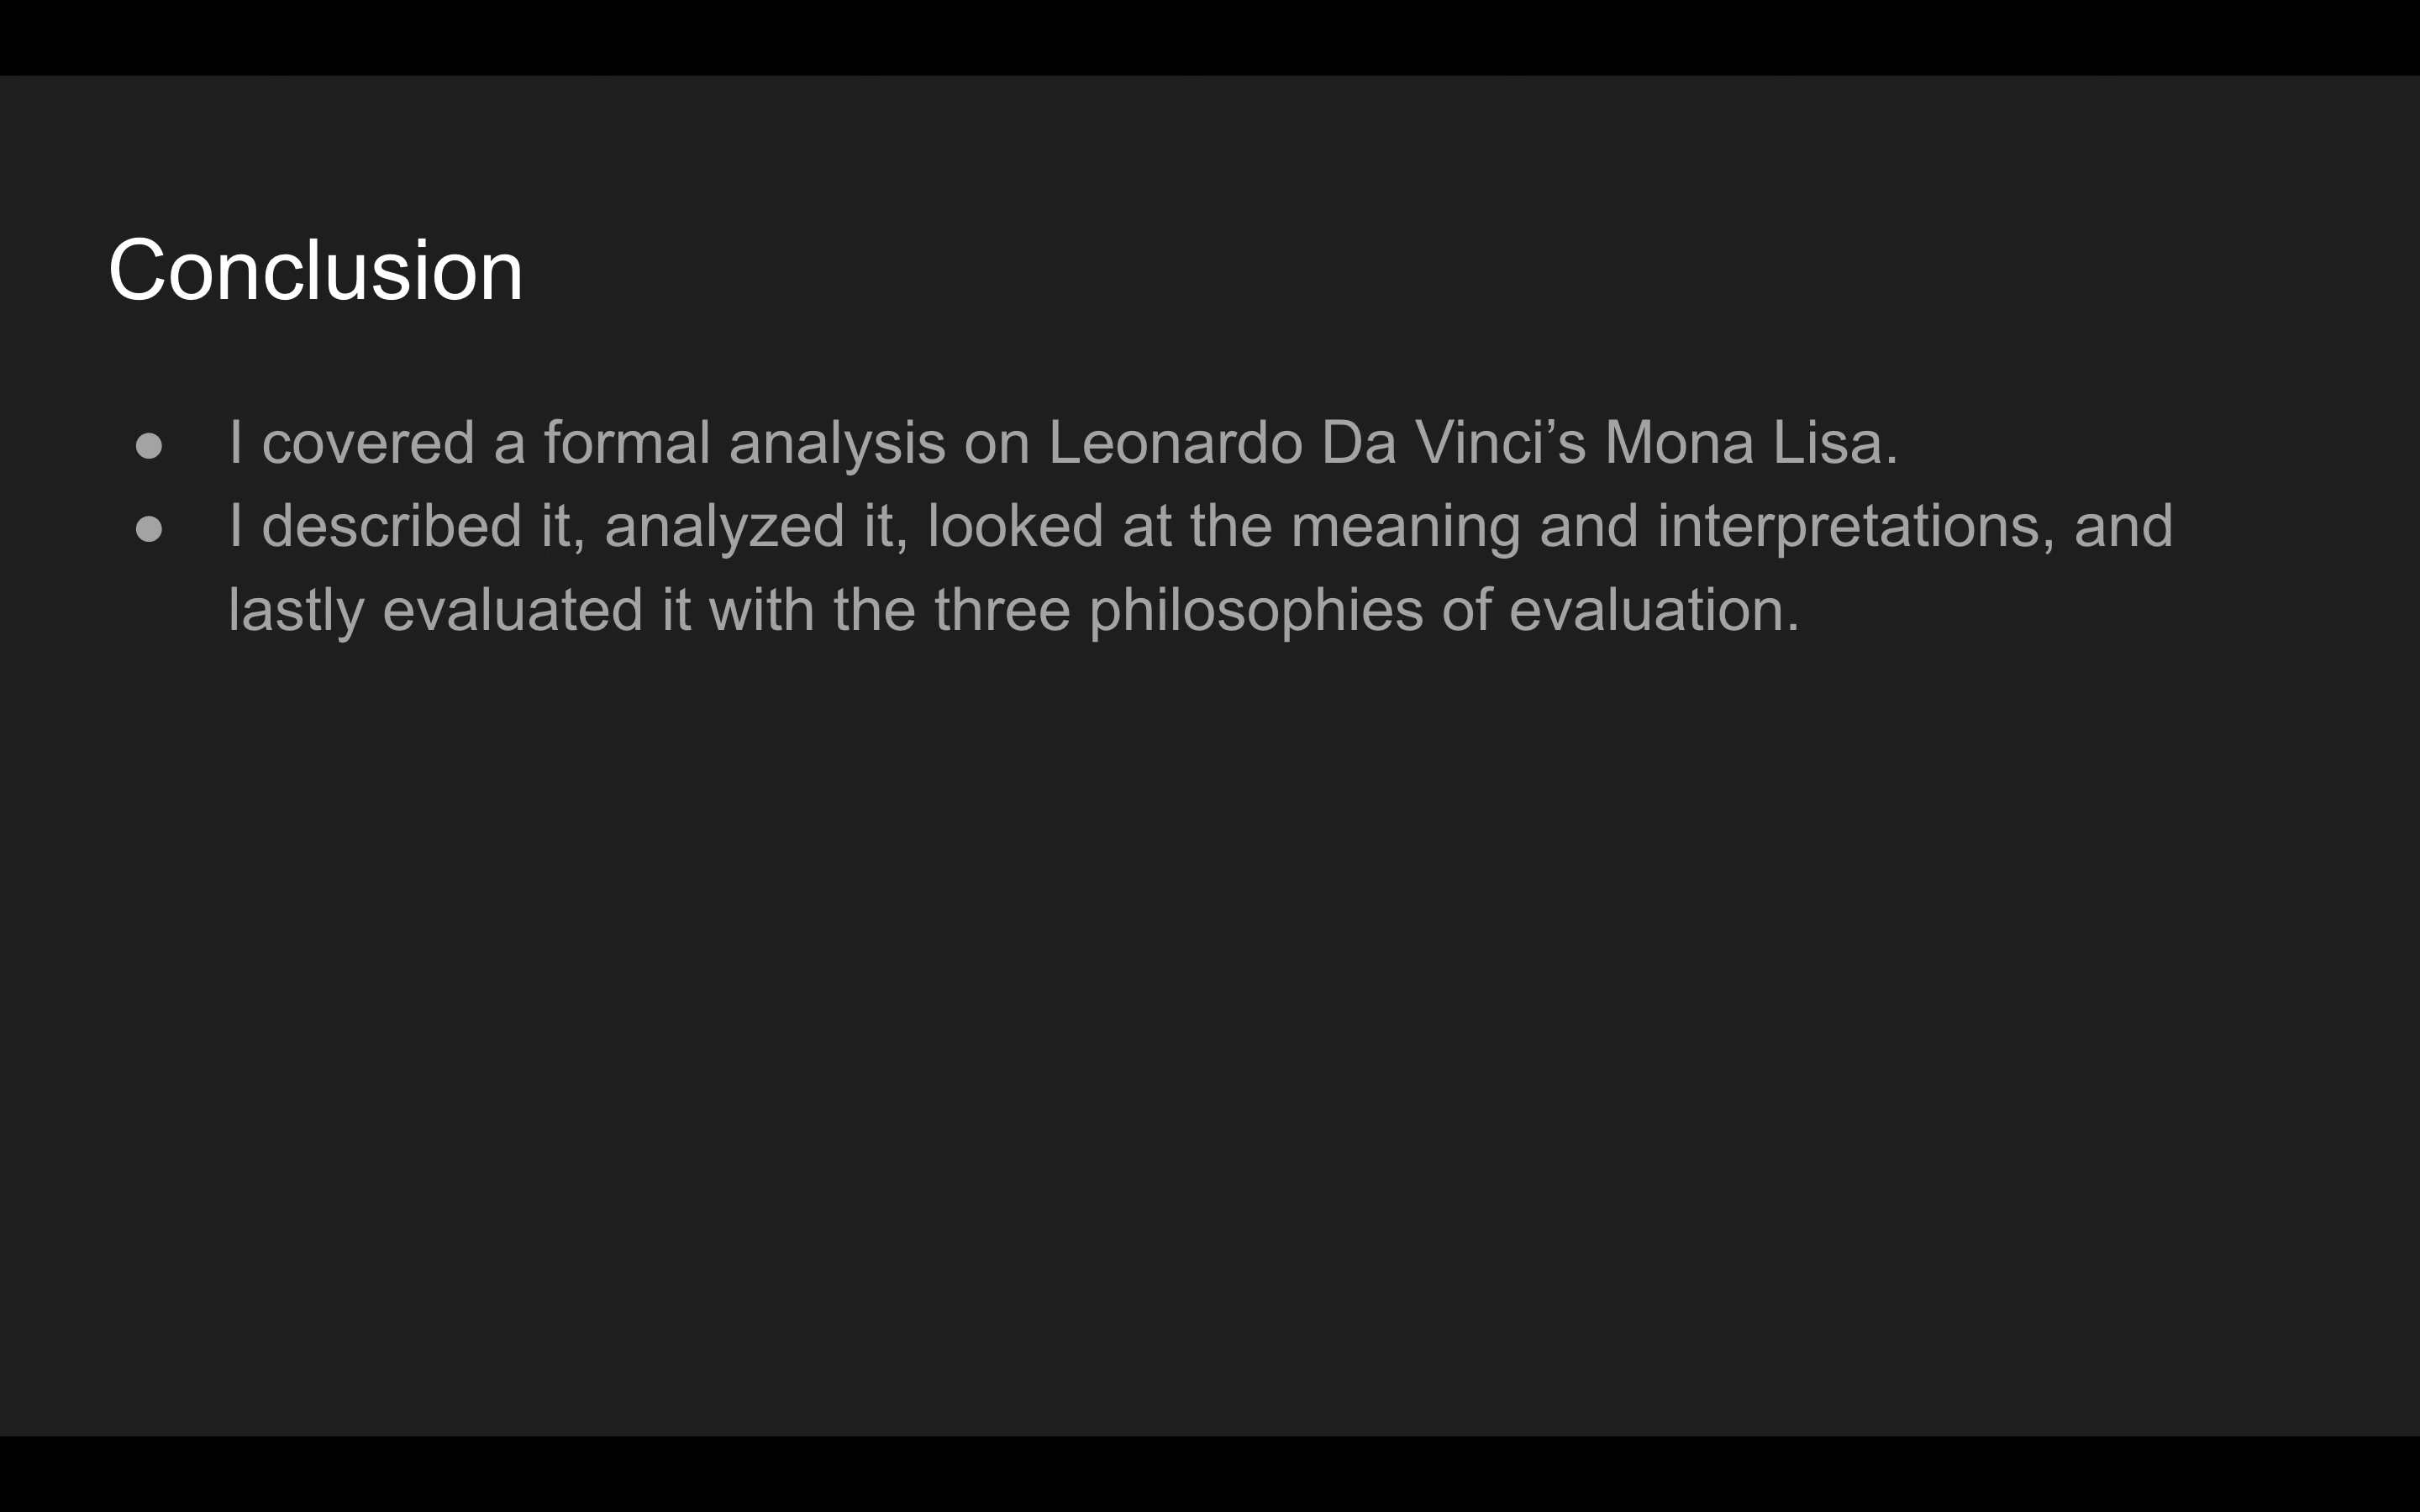 Conclusion
● I covered a formal analysis on Leonardo Da Vinci’s Mona Lisa.
● I described it, analyzed it, looked at the meaning and interpretations, and
lastly evaluated it with the three philosophies of evaluation.